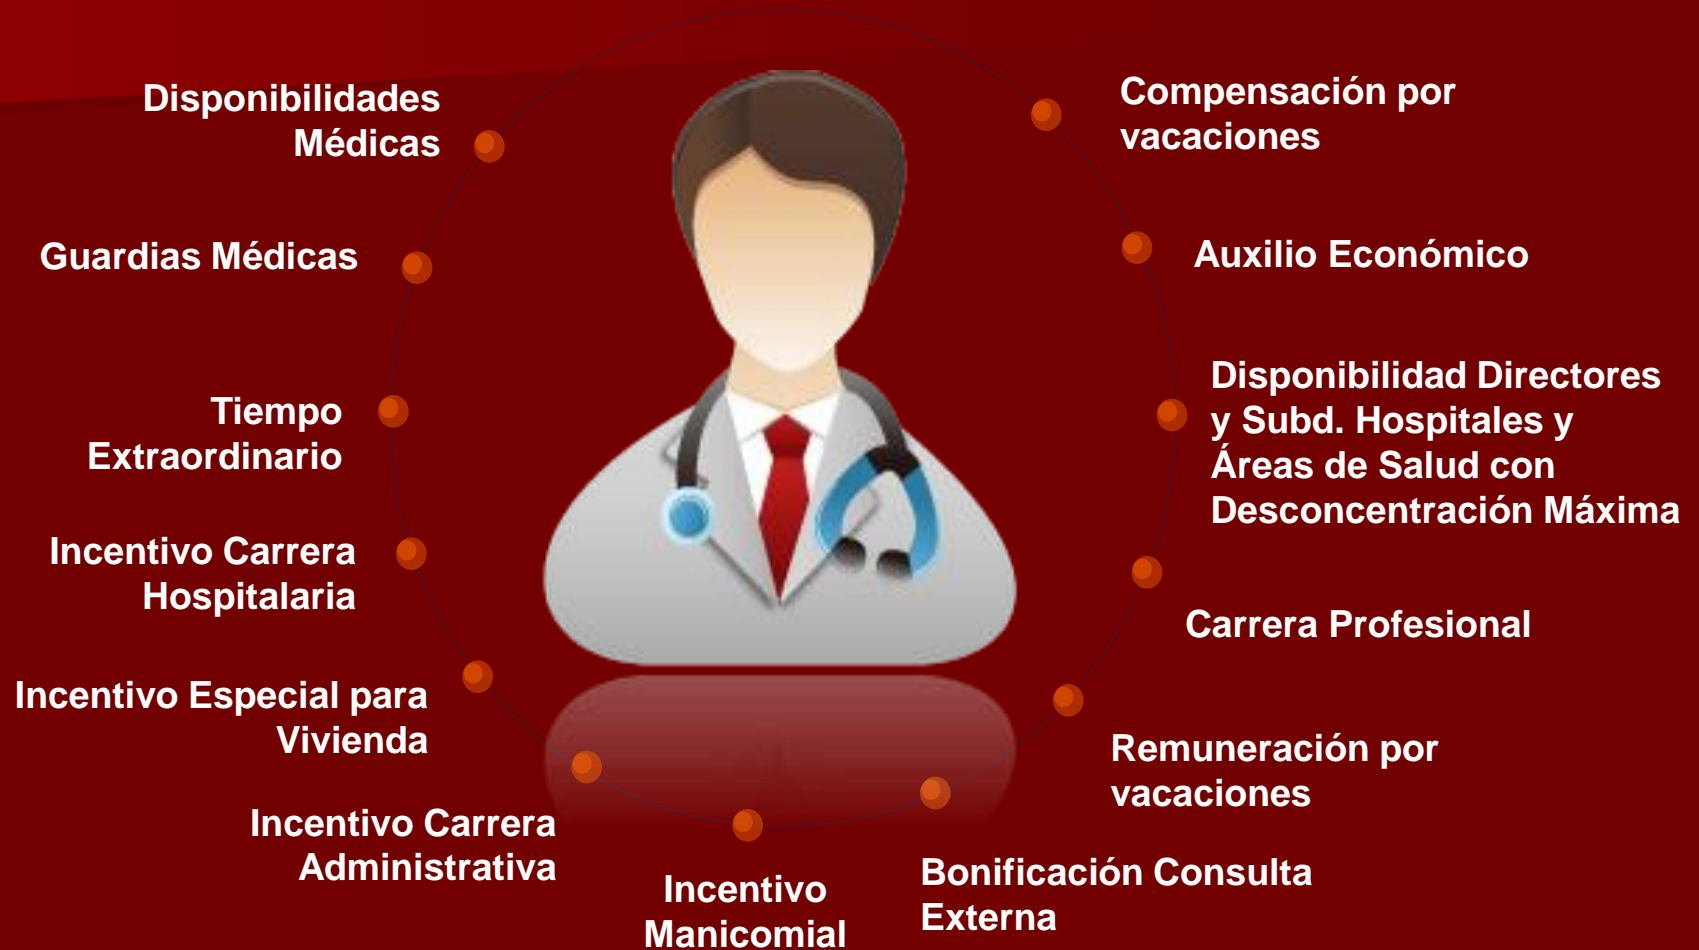 Disponibilidades
Médicas
Guardias Médicas
Tiempo
Extraordinario
Incentivo Carrera
Hospitalaria
Incentivo Especial para
Vivienda
Incentivo Carrera
Administrativa
Incentivo
Manicomial
Bonificación Consulta
Externa
Remuneración por
vacaciones
Carrera Profesional
Disponibilidad Directores
y Subd. Hospitales y
Áreas de Salud con
Desconcentración Máxima
Auxilio Económico
Compensación por
vacaciones